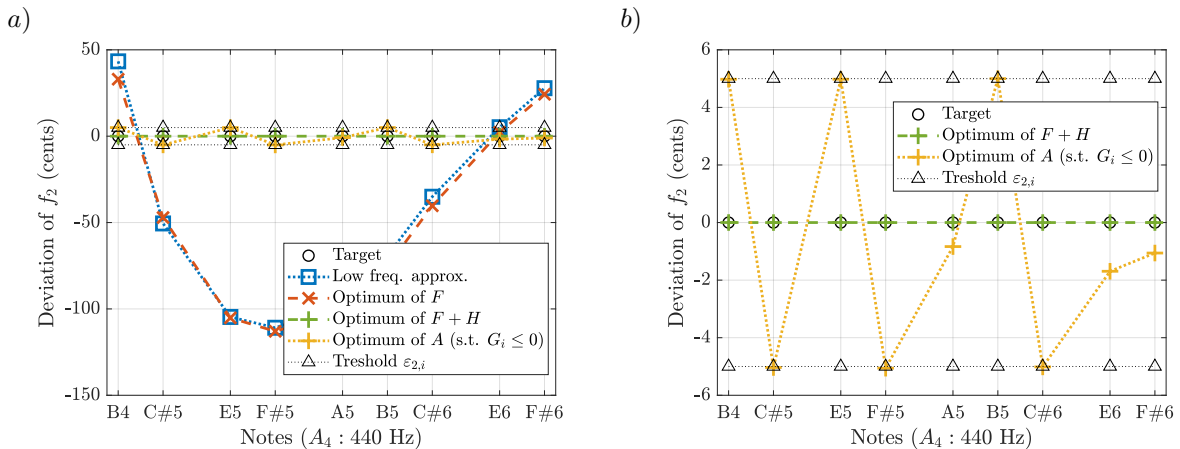 a)
50
0
-50
-100
-150
Deviation of f₂ (cents)
Target
Low freq. approx.
Optimum of F
Optimum of F + H
Optimum of A (s.t. Gᵢ ≤ 0)
Treshold ε₂,ᵢ
B4 C#5 E5 F#5 A5 B5 C#6 E6 F#6
Notes (A₄ : 440 Hz)
b)
6
4
2
0
-2
-4
-6
Deviation of f₂ (cents)
Target
Optimum of F + H
Optimum of A (s.t. Gᵢ ≤ 0)
Treshold ε₂,ᵢ
B4 C#5 E5 F#5 A5 B5 C#6 E6 F#6
Notes (A₄ : 440 Hz)